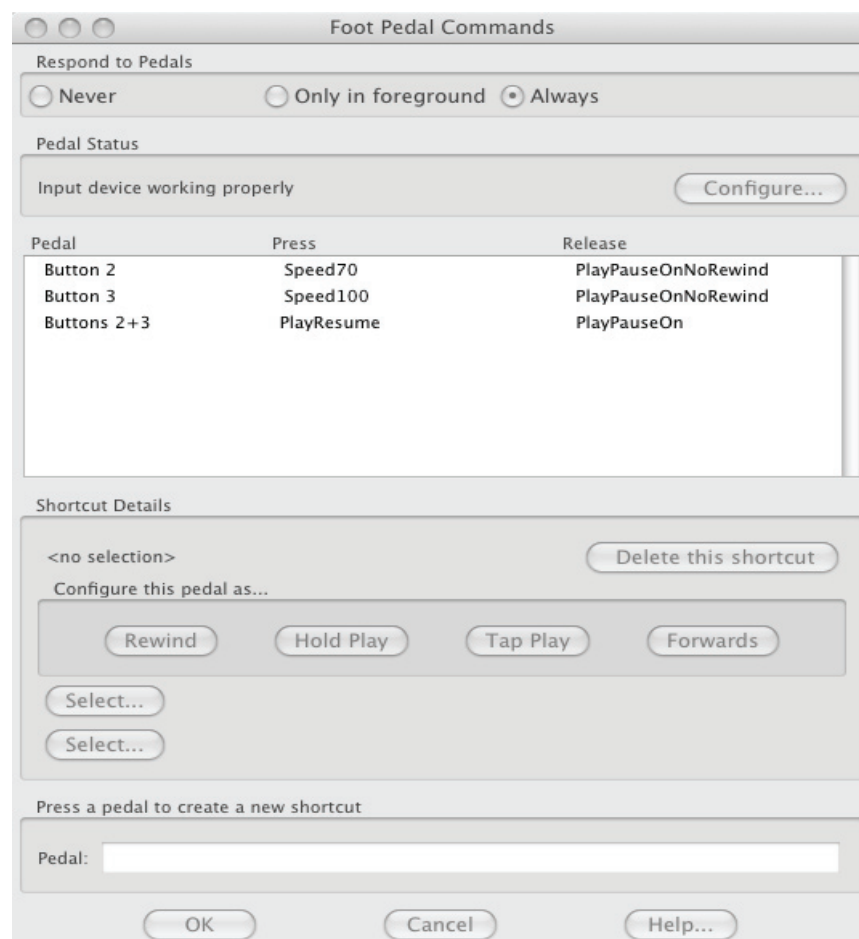 Foot Pedal Commands
Respond to Pedals
Never Only in foreground Always
Pedal Status
Input device working properly Configure...
Pedal Press Release
Button 2 Speed70 PlayPauseOnNoRewind
Button 3 Speed100 PlayPauseOnNoRewind
Buttons 2+3 PlayResume PlayPauseOn
Shortcut Details
<no selection> Delete this shortcut
Configure this pedal as...
Rewind Hold Play Tap Play Forwards
Select...
Select...
Press a pedal to create a new shortcut
Pedal:
OK Cancel Help...